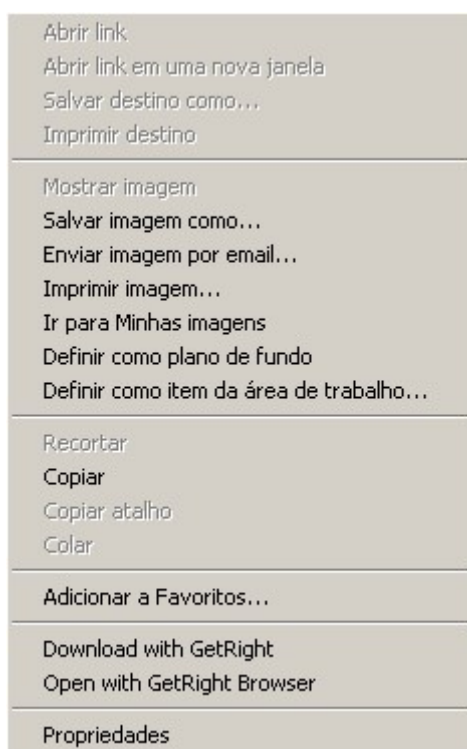 Abrir link
Abrir link em uma nova janela
Salvar destino como...
Imprimir destino
Mostrar imagem
Salvar imagem como...
Enviar imagem por email...
Imprimir imagem...
Ir para Minhas imagens
Definir como plano de fundo
Definir como item da área de trabalho...
Recortar
Copiar
Copiar atalho
Colar
Adicionar a Favoritos...
Download with GetRight
Open with GetRight Browser
Propriedades